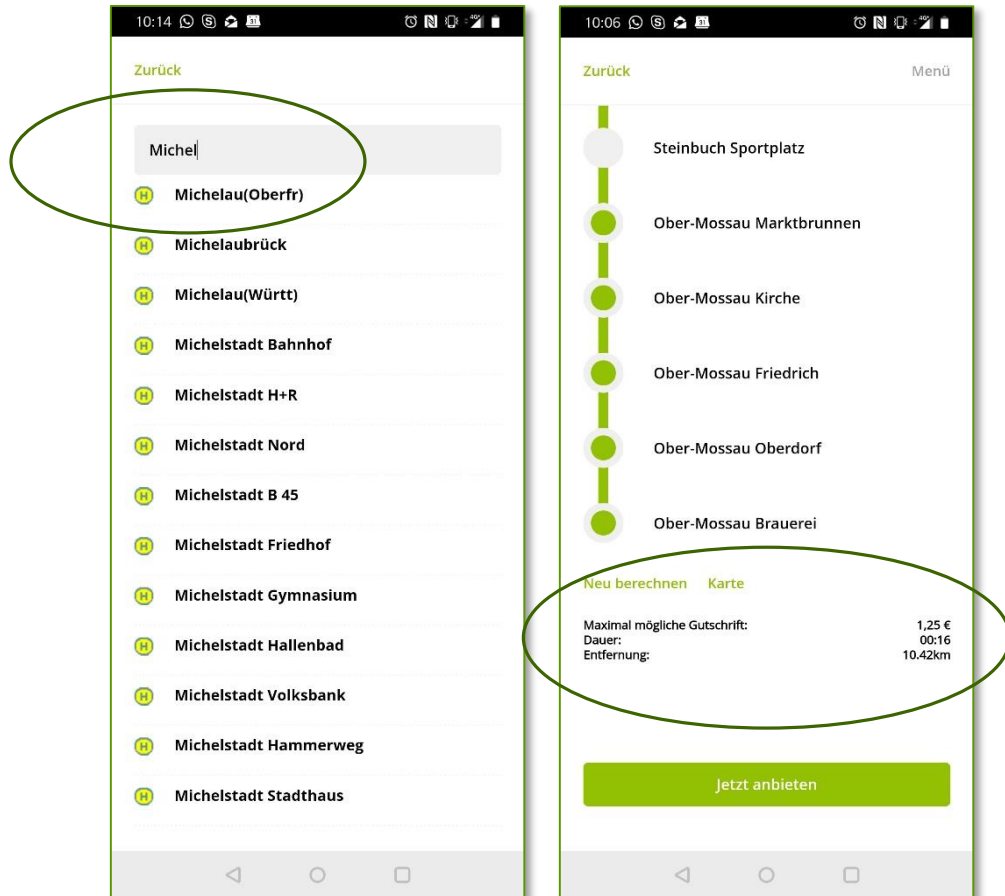 10:14
Zurück
Michel
H Michelau(Oberfr)
H Michelaubrück
H Michelau(Württ)
H Michelstadt Bahnhof
H Michelstadt H+R
H Michelstadt Nord
H Michelstadt B 45
H Michelstadt Friedhof
H Michelstadt Gymnasium
H Michelstadt Hallenbad
H Michelstadt Volksbank
H Michelstadt Hammerweg
H Michelstadt Stadthaus
10:06
Zurück Menü
Steinbuch Sportplatz
Ober-Mossau Marktbrunnen
Ober-Mossau Kirche
Ober-Mossau Friedrich
Ober-Mossau Oberdorf
Ober-Mossau Brauerei
Neu berechnen Karte
Maximal mögliche Gutschrift: 1,25 €
Dauer: 00:16
Entfernung: 10.42km
Jetzt anbieten